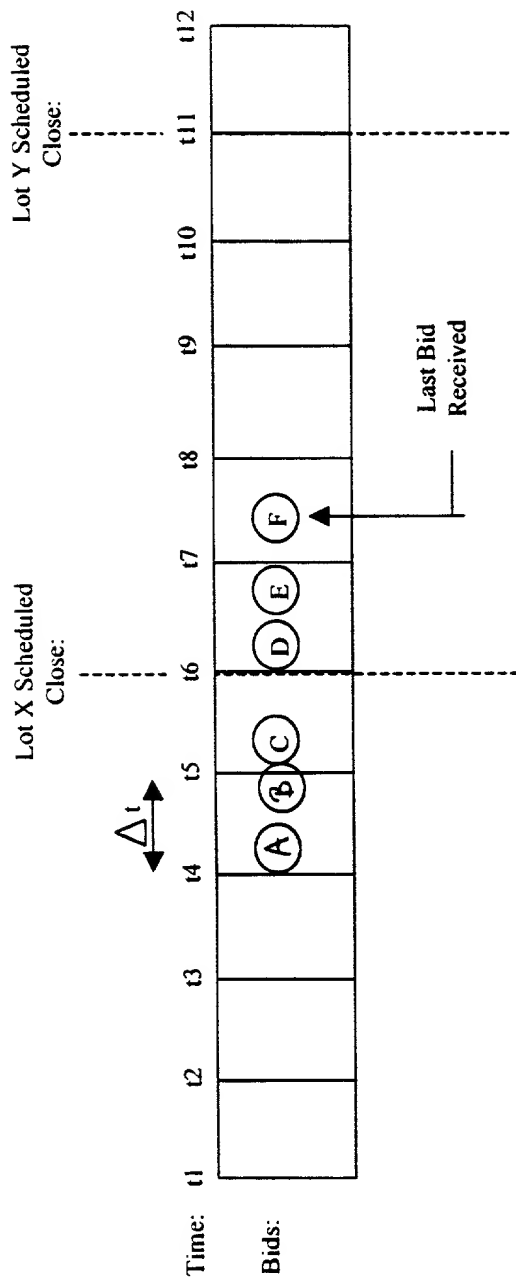 Lot X Scheduled
Close:
Lot Y Scheduled
Close:
Δt
Time: t1 t2 t3 t4 t5 t6 t7 t8 t9 t10 t11 t12
Bids: A B C D E F
Last Bid
Received